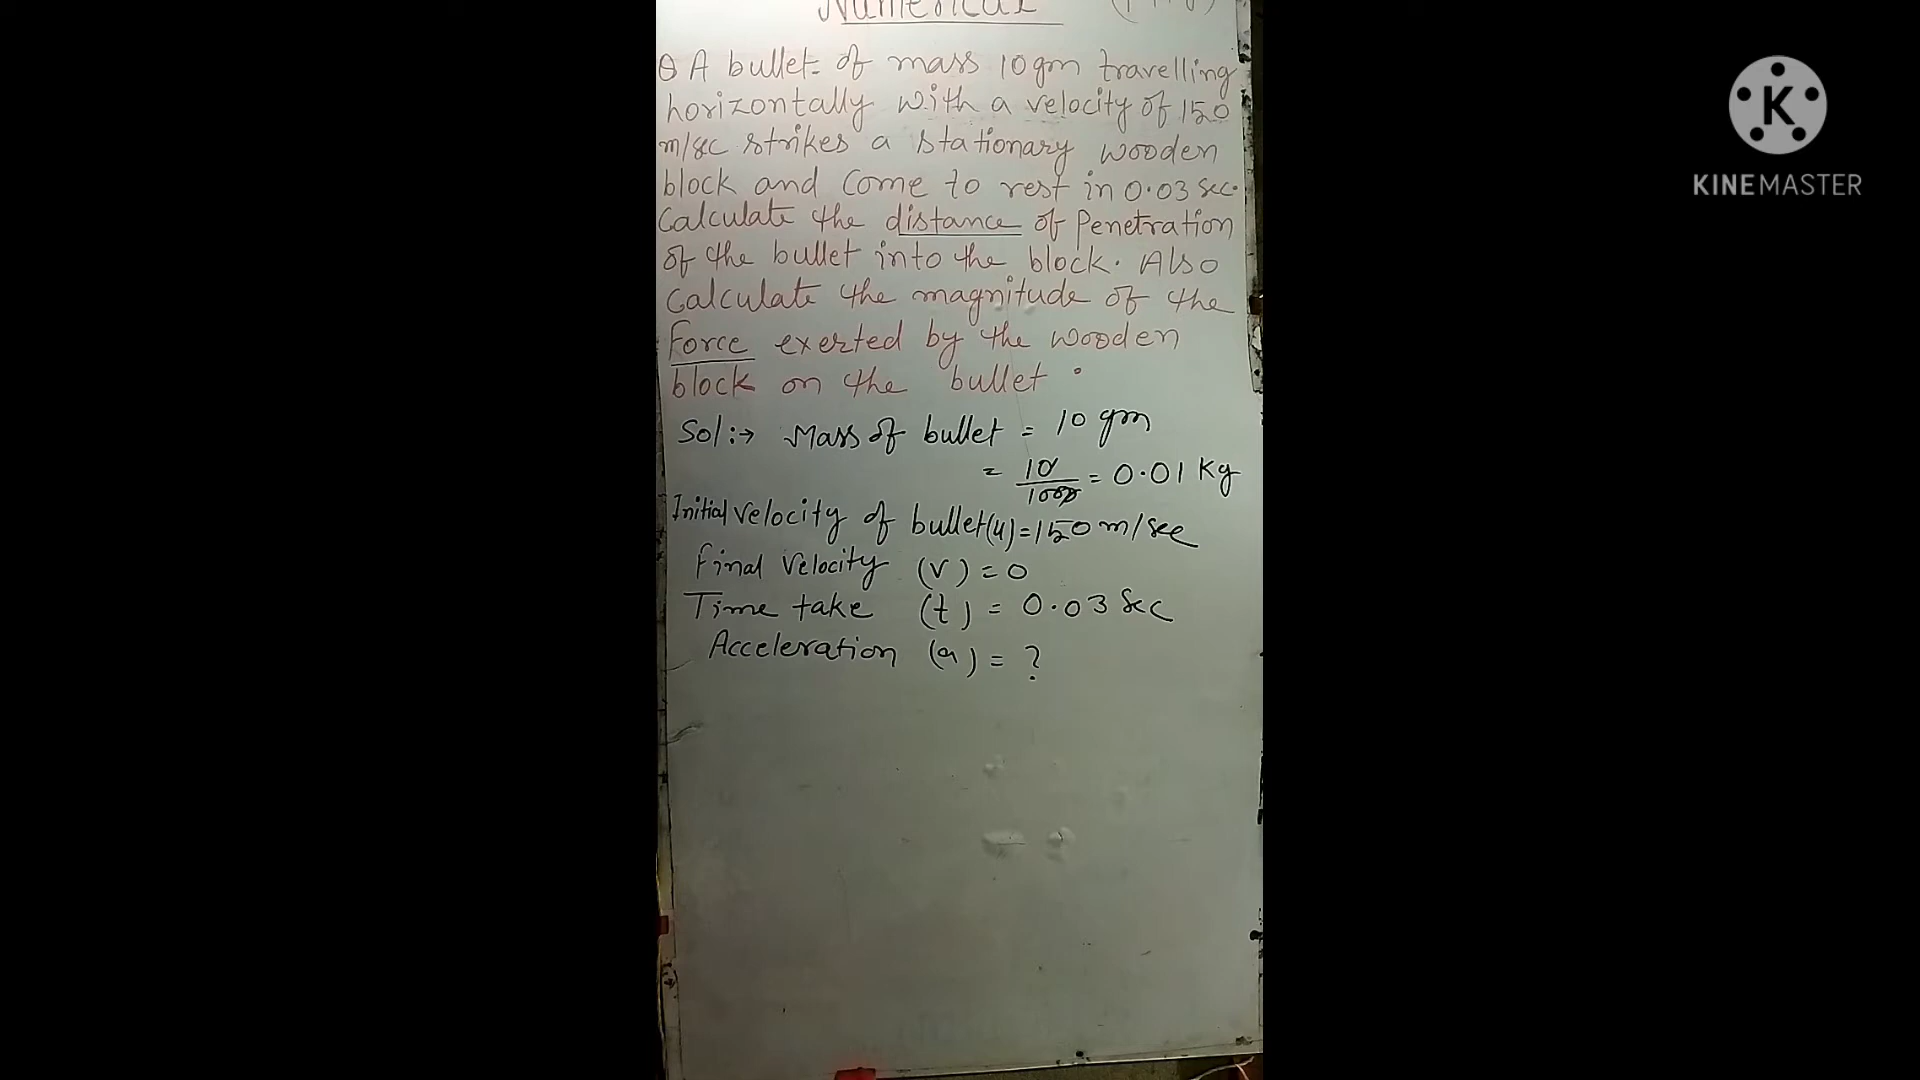 Numerical
Q A bullet of mass 10gm travelling
horizontally with a velocity of 150
m/sec strikes a stationary wooden
block and come to rest in 0.03 sec.
Calculate the distance of Penetration
of the bullet into the block. Also
Calculate the magnitude of the
Force exerted by the wooden
block on the bullet.
Sol:→ Mass of bullet = 10 gm
= 10/1000 = 0.01 Kg
Initial velocity of bullet(u)=150 m/sec
Final Velocity (v) = 0
Time take (t) = 0.03 Sec
Acceleration (a) = ?
K
KINEMASTER